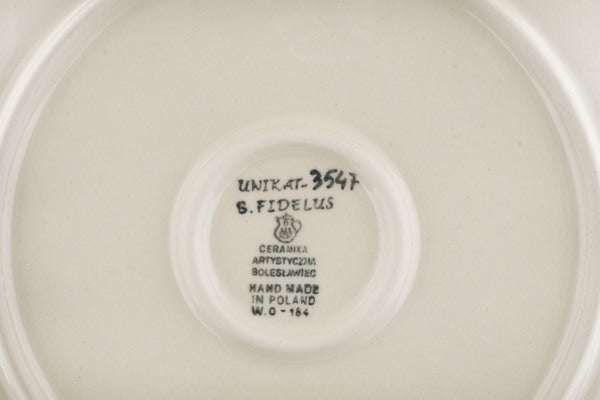 UNIKAT-3547
B. FIDELUS
CERAMIKA
ARTYSTYCZNA
BOLESŁAWIEC
HAND MADE
IN POLAND
W.O - 184